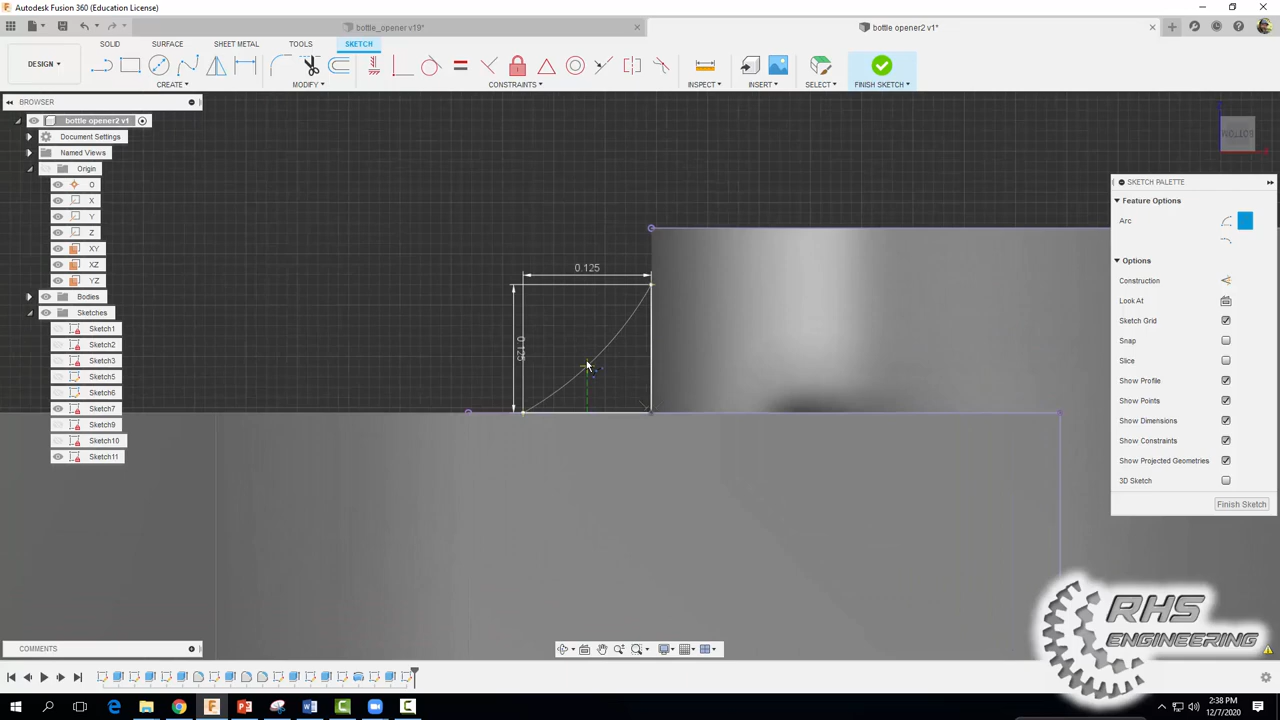 Autodesk Fusion 360 (Education License)
bottle_opener v19*
bottle opener2 v1*
SOLID
SURFACE
SHEET METAL
TOOLS
SKETCH
DESIGN
CREATE
MODIFY
CONSTRAINTS
INSPECT
INSERT
SELECT
FINISH SKETCH
BROWSER
bottle opener2 v1
Document Settings
Named Views
Origin
O
X
Y
Z
XY
XZ
YZ
Bodies
Sketches
Sketch1
Sketch2
Sketch3
Sketch5
Sketch6
Sketch7
Sketch9
Sketch10
Sketch11
0.125
0.125
BOTTOM
SKETCH PALETTE
Feature Options
Arc
Options
Construction
Look At
Sketch Grid
Snap
Slice
Show Profile
Show Points
Show Dimensions
Show Constraints
Show Projected Geometries
3D Sketch
Finish Sketch
RHS
ENGINEERING
COMMENTS
2:38 PM
12/7/2020